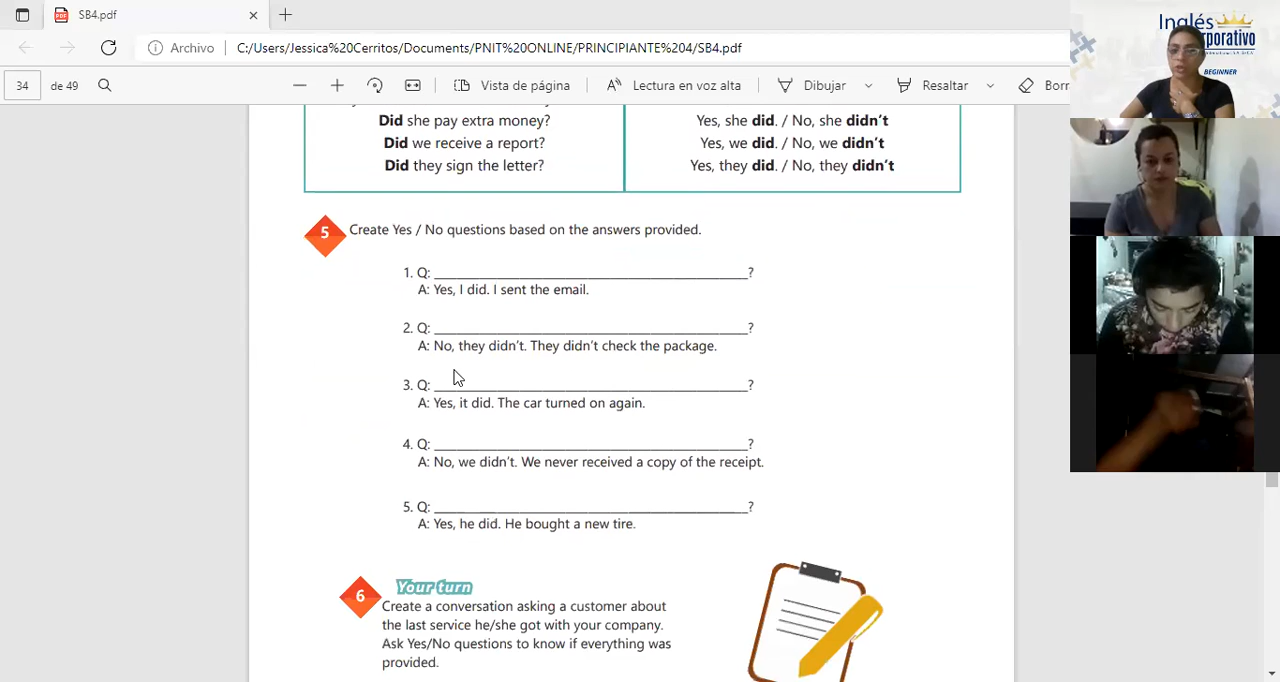 SB4.pdf
Archivo C:/Users/Jessica%20Cerritos/Documents/PNIT%20ONLINE/PRINCIPIANTE%204/SB4.pdf
34 de 49 Vista de página Lectura en voz alta Dibujar Resaltar Borr
Did she pay extra money? Yes, she did. / No, she didn't
Did we receive a report? Yes, we did. / No, we didn't
Did they sign the letter? Yes, they did. / No, they didn't
5 Create Yes / No questions based on the answers provided.
1. Q: ________________________________________?
A: Yes, I did. I sent the email.
2. Q: ________________________________________?
A: No, they didn't. They didn't check the package.
3. Q: ________________________________________?
A: Yes, it did. The car turned on again.
4. Q: ________________________________________?
A: No, we didn't. We never received a copy of the receipt.
5. Q: ________________________________________?
A: Yes, he did. He bought a new tire.
6 Your turn
Create a conversation asking a customer about
the last service he/she got with your company.
Ask Yes/No questions to know if everything was
provided.
Inglés
rporativo
BEGINNER